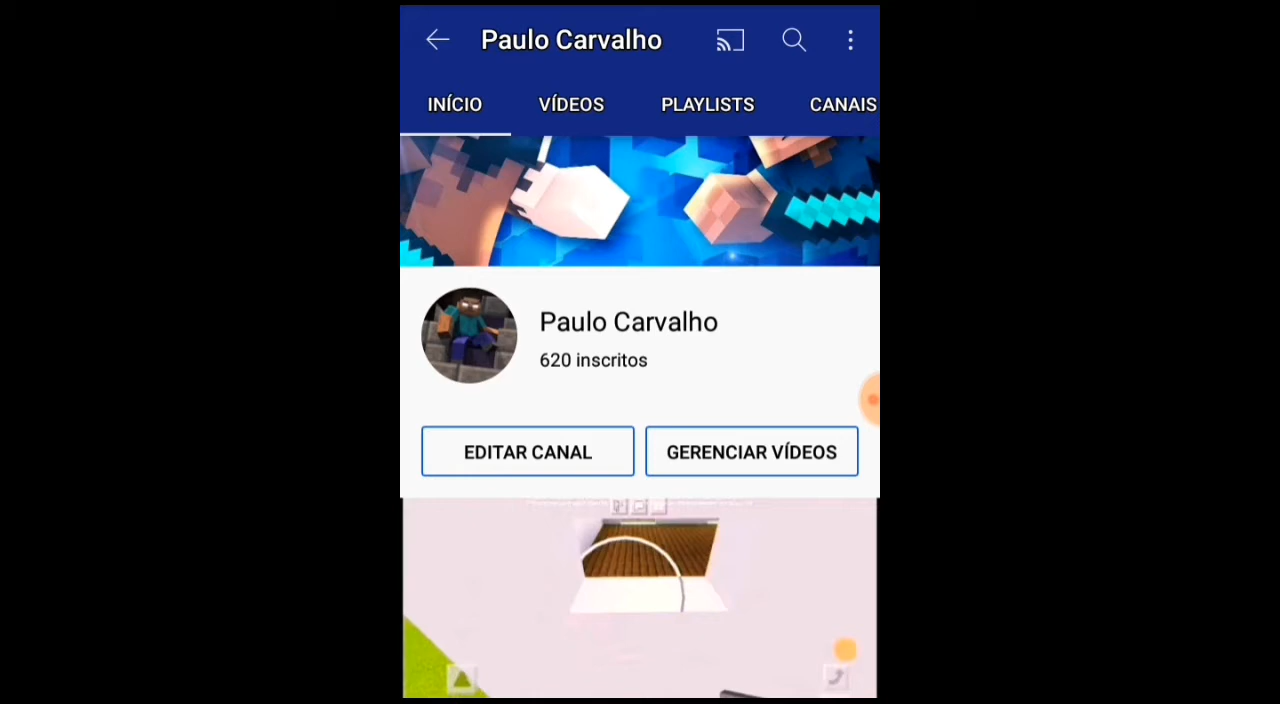 Paulo Carvalho
INÍCIO VÍDEOS PLAYLISTS CANAIS
Paulo Carvalho
620 inscritos
EDITAR CANAL GERENCIAR VÍDEOS